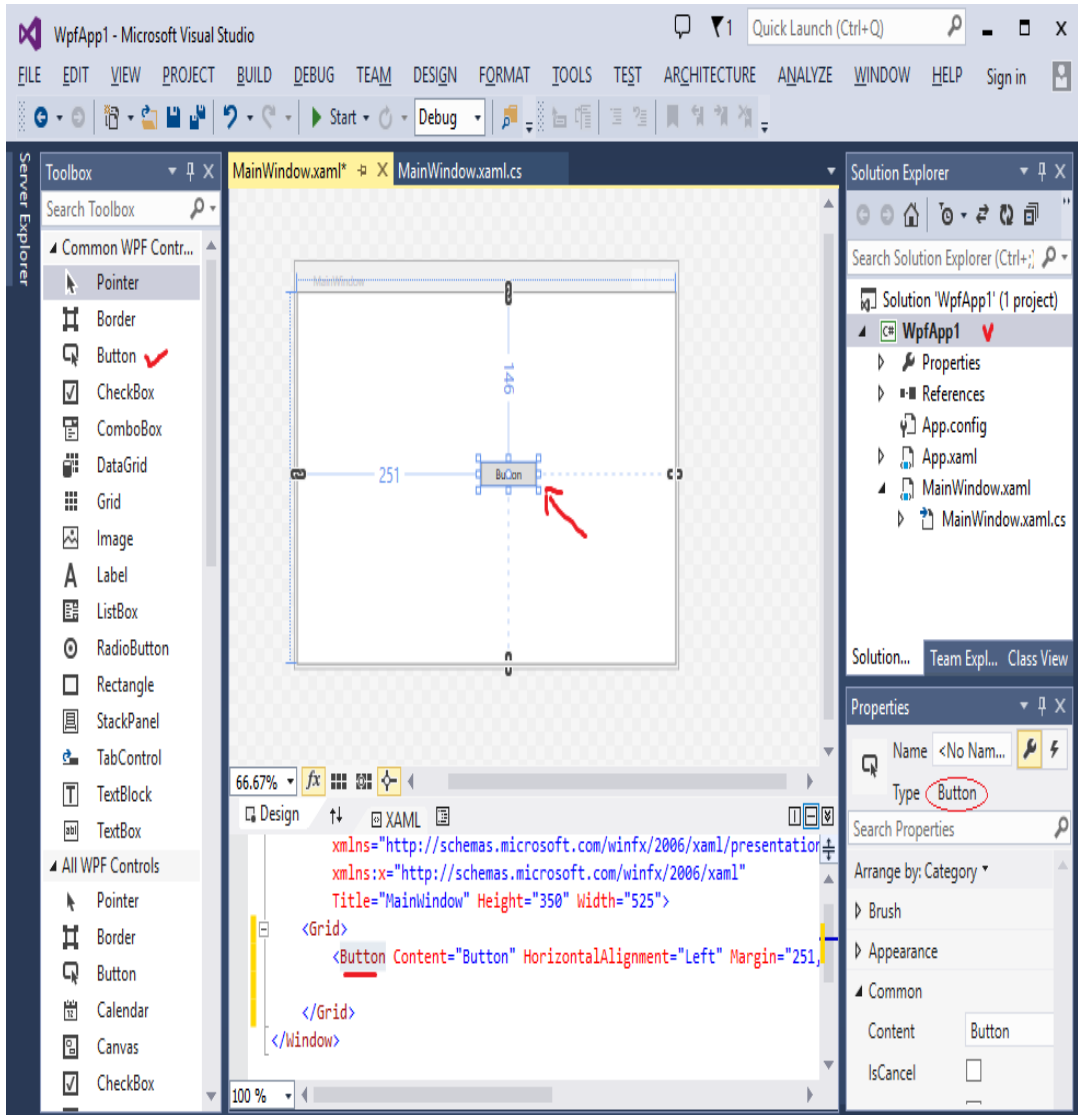 WpfApp1 - Microsoft Visual Studio
1
Quick Launch (Ctrl+Q)
FILE EDIT VIEW PROJECT BUILD DEBUG TEAM DESIGN FORMAT TOOLS TEST ARCHITECTURE ANALYZE WINDOW HELP Sign in
Start Debug
Server Explorer
Toolbox
Search Toolbox
Common WPF Contr...
Pointer
Border
Button
CheckBox
ComboBox
DataGrid
Grid
Image
Label
ListBox
RadioButton
Rectangle
StackPanel
TabControl
TextBlock
TextBox
All WPF Controls
Pointer
Border
Button
Calendar
Canvas
CheckBox
MainWindow.xaml* MainWindow.xaml.cs
MainWindow
146
251
Button
66.67% fx
Design XAML
xmlns="http://schemas.microsoft.com/winfx/2006/xaml/presentation
xmlns:x="http://schemas.microsoft.com/winfx/2006/xaml"
Title="MainWindow" Height="350" Width="525">
<Grid>
<Button Content="Button" HorizontalAlignment="Left" Margin="251,
</Grid>
</Window>
100 %
Solution Explorer
Search Solution Explorer (Ctrl+;)
Solution 'WpfApp1' (1 project)
C# WpfApp1
Properties
References
App.config
App.xaml
MainWindow.xaml
MainWindow.xaml.cs
Solution... Team Expl... Class View
Properties
Name <No Nam...
Type Button
Search Properties
Arrange by: Category
Brush
Appearance
Common
Content Button
IsCancel